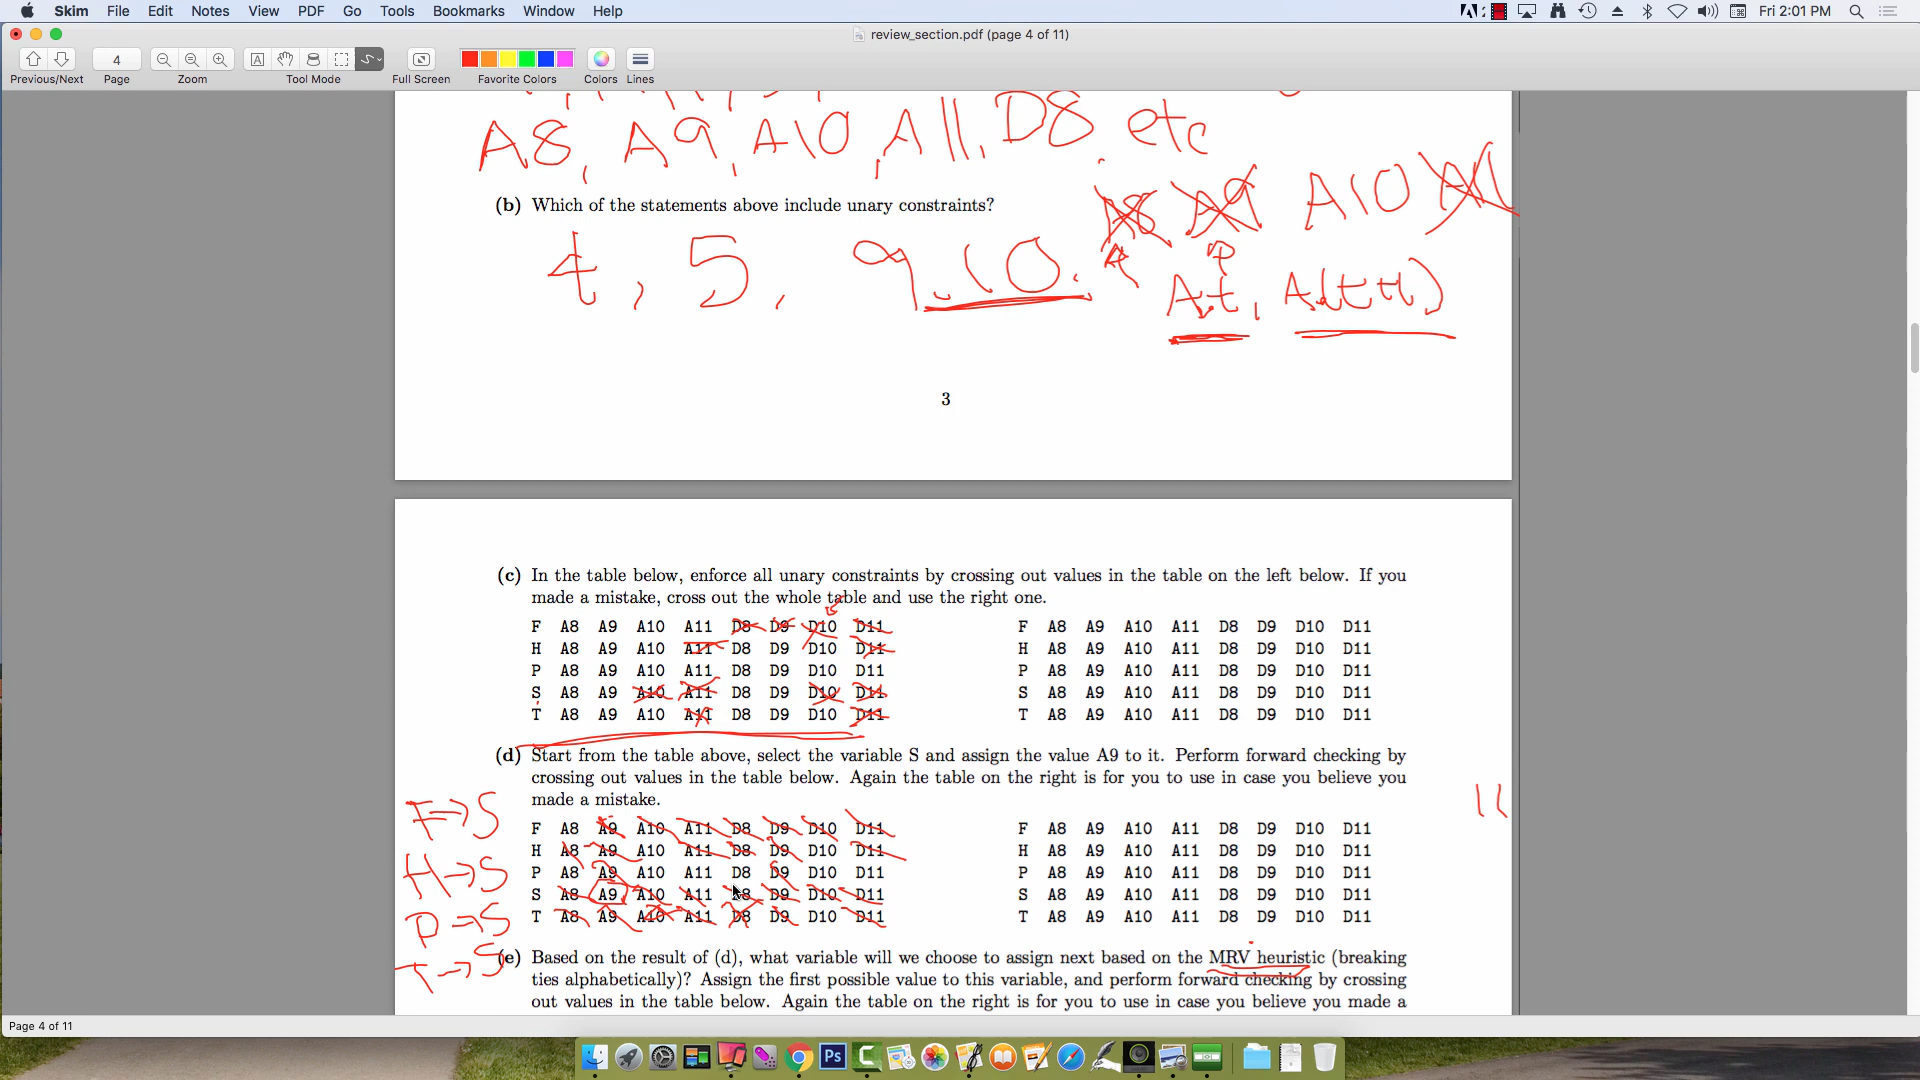 Skim File Edit Notes View PDF Go Tools Bookmarks Window Help Fri 2:01 PM
review_section.pdf (page 4 of 11)
4
Previous/Next Page Zoom Tool Mode Full Screen Favorite Colors Colors Lines
A8, A9, A10, A11, D8. etc
A8 A9 A10 A11
(b) Which of the statements above include unary constraints?
4, 5, 9, 10.
At, A(t+1)
3
(c) In the table below, enforce all unary constraints by crossing out values in the table on the left below. If you
made a mistake, cross out the whole table and use the right one.
F A8 A9 A10 A11 D8 D9 D10 D11 F A8 A9 A10 A11 D8 D9 D10 D11
H A8 A9 A10 A11 D8 D9 D10 D11 H A8 A9 A10 A11 D8 D9 D10 D11
P A8 A9 A10 A11 D8 D9 D10 D11 P A8 A9 A10 A11 D8 D9 D10 D11
S A8 A9 A10 A11 D8 D9 D10 D11 S A8 A9 A10 A11 D8 D9 D10 D11
T A8 A9 A10 A11 D8 D9 D10 D11 T A8 A9 A10 A11 D8 D9 D10 D11
(d) Start from the table above, select the variable S and assign the value A9 to it. Perform forward checking by
crossing out values in the table below. Again the table on the right is for you to use in case you believe you
made a mistake.
F→S
F A8 A9 A10 A11 D8 D9 D10 D11 F A8 A9 A10 A11 D8 D9 D10 D11
H A8 A9 A10 A11 D8 D9 D10 D11 H A8 A9 A10 A11 D8 D9 D10 D11
H→S
P A8 A9 A10 A11 D8 D9 D10 D11 P A8 A9 A10 A11 D8 D9 D10 D11
S A8 A9 A10 A11 D8 D9 D10 D11 S A8 A9 A10 A11 D8 D9 D10 D11
P→S
T A8 A9 A10 A11 D8 D9 D10 D11 T A8 A9 A10 A11 D8 D9 D10 D11
T→S
(e) Based on the result of (d), what variable will we choose to assign next based on the MRV heuristic (breaking
ties alphabetically)? Assign the first possible value to this variable, and perform forward checking by crossing
out values in the table below. Again the table on the right is for you to use in case you believe you made a
Page 4 of 11